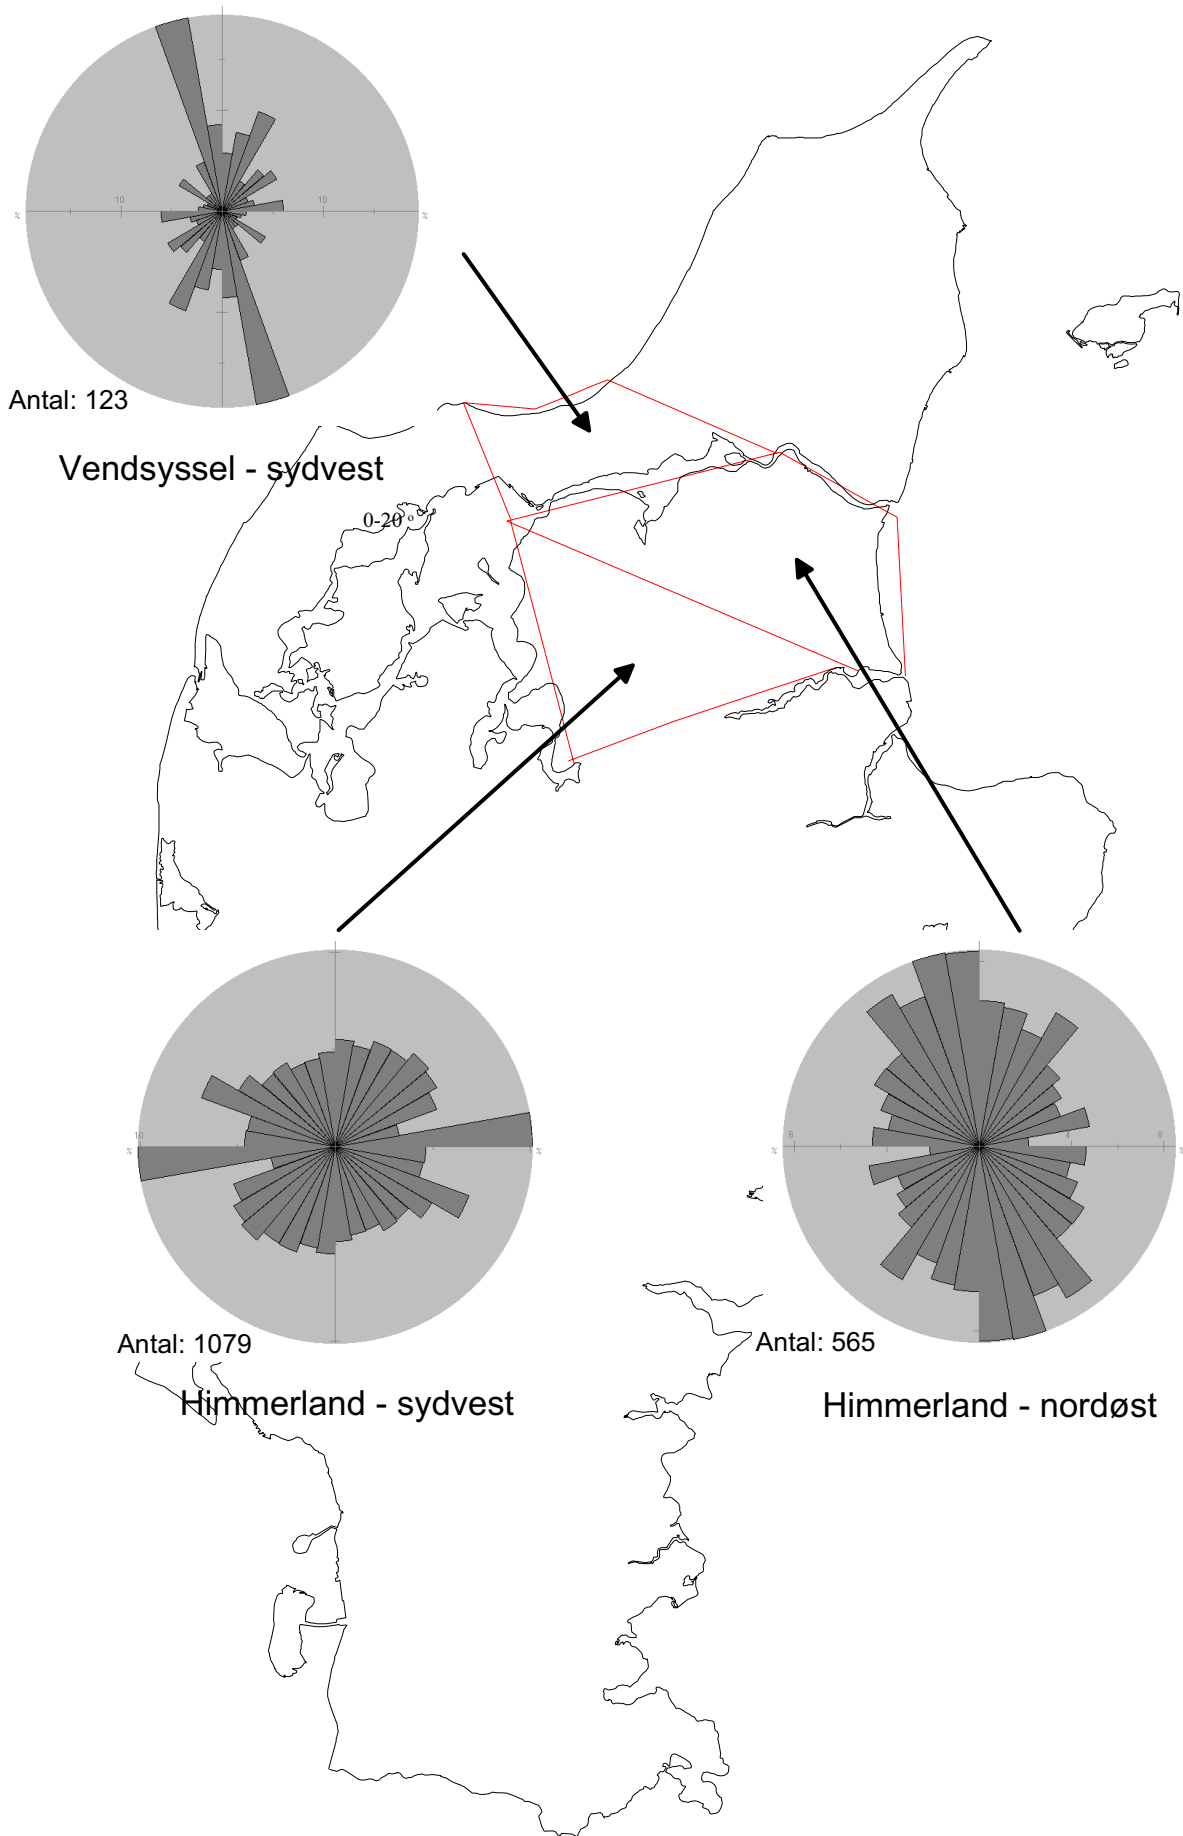 10
10
Antal: 123
Vendsyssel - sydvest
0-20 °
10
8
4
8
Antal: 1079
Antal: 565
Himmerland - sydvest
Himmerland - nordøst